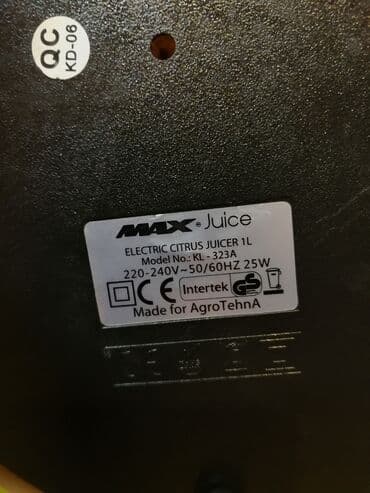 QC
KD-06
MAX® Juice
ELECTRIC CITRUS JUICER 1L
Model No.: KL - 323A
220-240V~50/60HZ 25W
CE Intertek GS
Made for AgroTehnA